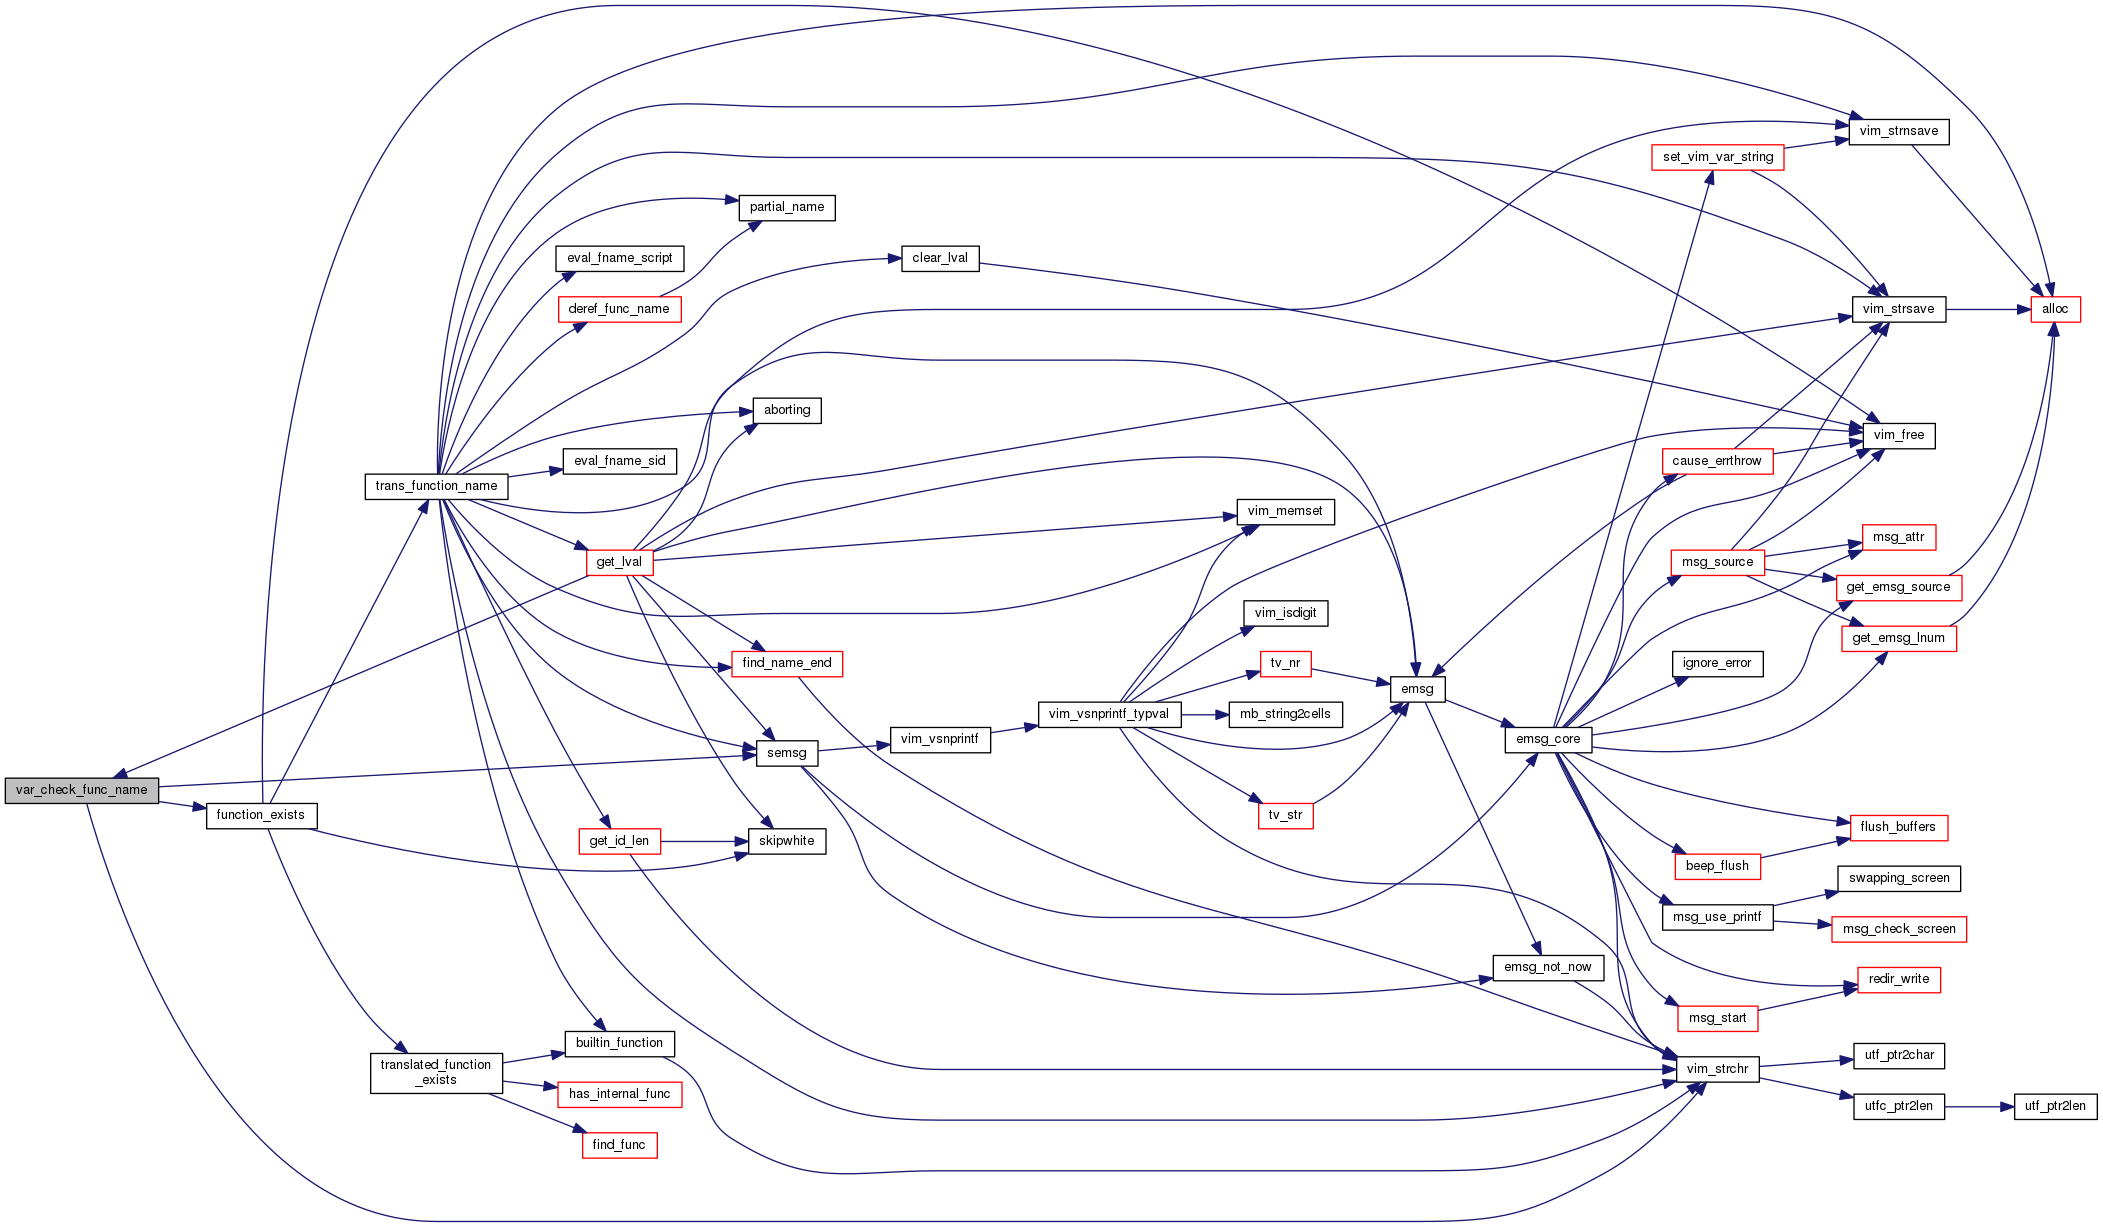 vim_strnsave
set_vim_var_string
partial_name
eval_fname_script
clear_lval
deref_func_name
vim_strsave
alloc
aborting
vim_free
eval_fname_sid
cause_errthrow
trans_function_name
vim_memset
msg_attr
get_lval
msg_source
get_emsg_source
vim_isdigit
get_emsg_lnum
find_name_end
tv_nr
ignore_error
emsg
vim_vsnprintf_typval
mb_string2cells
vim_vsnprintf
emsg_core
semsg
var_check_func_name
function_exists
tv_str
flush_buffers
get_id_len
skipwhite
beep_flush
swapping_screen
msg_use_printf
msg_check_screen
emsg_not_now
redir_write
msg_start
builtin_function
utf_ptr2char
translated_function
_exists
vim_strchr
has_internal_func
utfc_ptr2len
utf_ptr2len
find_func